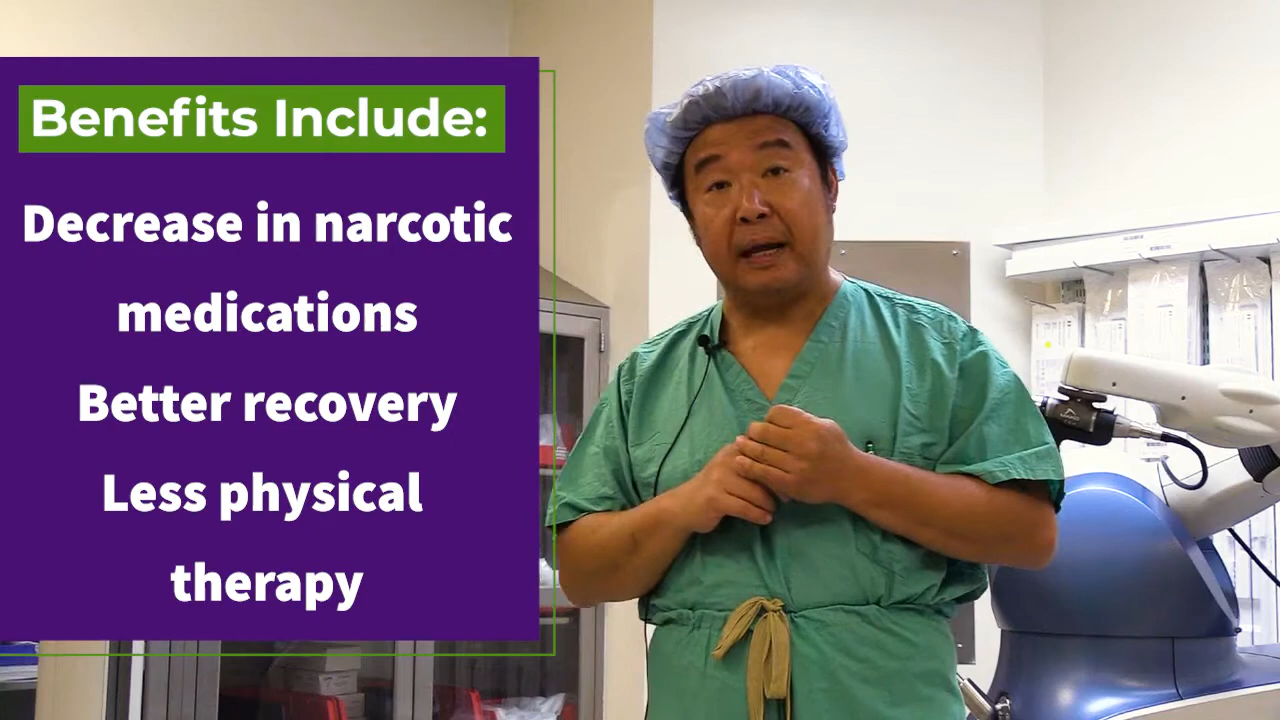 Benefits Include:
Decrease in narcotic
medications
Better recovery
Less physical
therapy